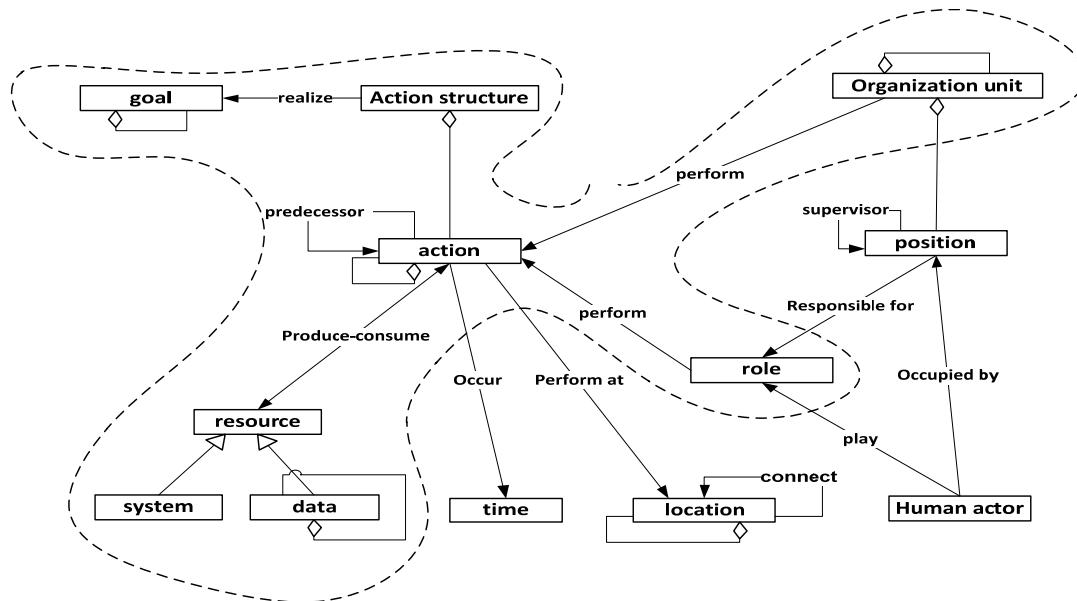 goal
realize
Action structure
Organization unit
perform
predecessor
supervisor
action
position
Produce-consume
perform
Responsible for
Occur
Perform at
role
Occupied by
resource
play
connect
system
data
time
location
Human actor